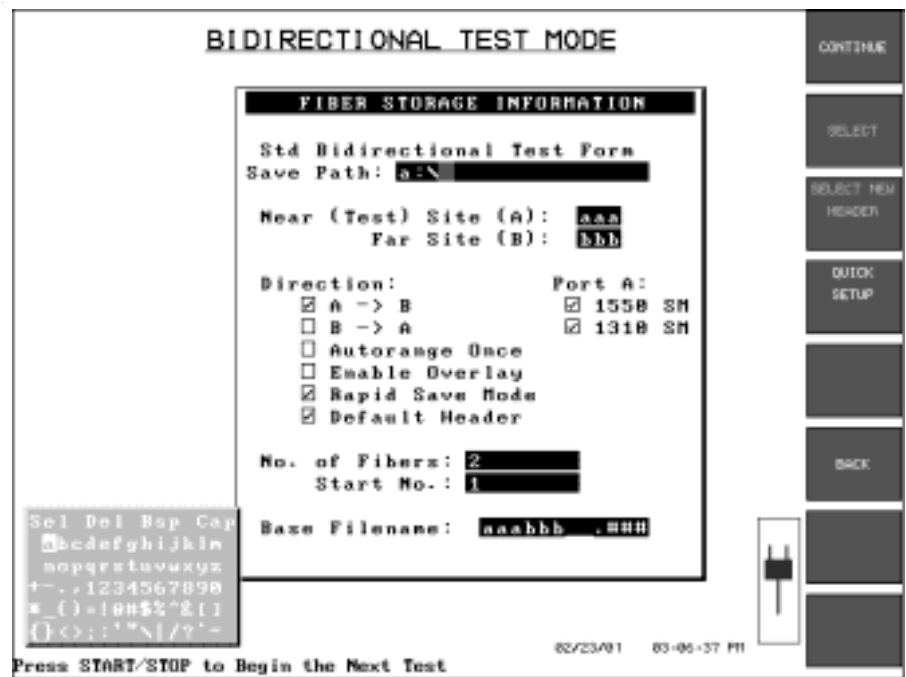 BIDIRECTIONAL TEST MODE
FIBER STORAGE INFORMATION
Std Bidirectional Test Form
Save Path: a:\
Near (Test) Site (A): aaa
Far Site (B): bbb
Direction: Port A:
☑ A -> B ☑ 1550 SM
☐ B -> A ☑ 1310 SM
☐ Autorange Once
☐ Enable Overlay
☑ Rapid Save Mode
☑ Default Header
No. of Fibers: 2
Start No.: 1
Base Filename: aaabbb__.###
Sel Del Bsp Cap
abcdefghijklm
nopqrstuvwxyz
+-.,1234567890
*_()=!@#$%^&[]
{}<>;:'"\|/?`~
02/23/01 03:06:37 PM
Press START/STOP to Begin the Next Test
CONTINUE
SELECT
SELECT NEW
HEADER
QUICK
SETUP
BACK